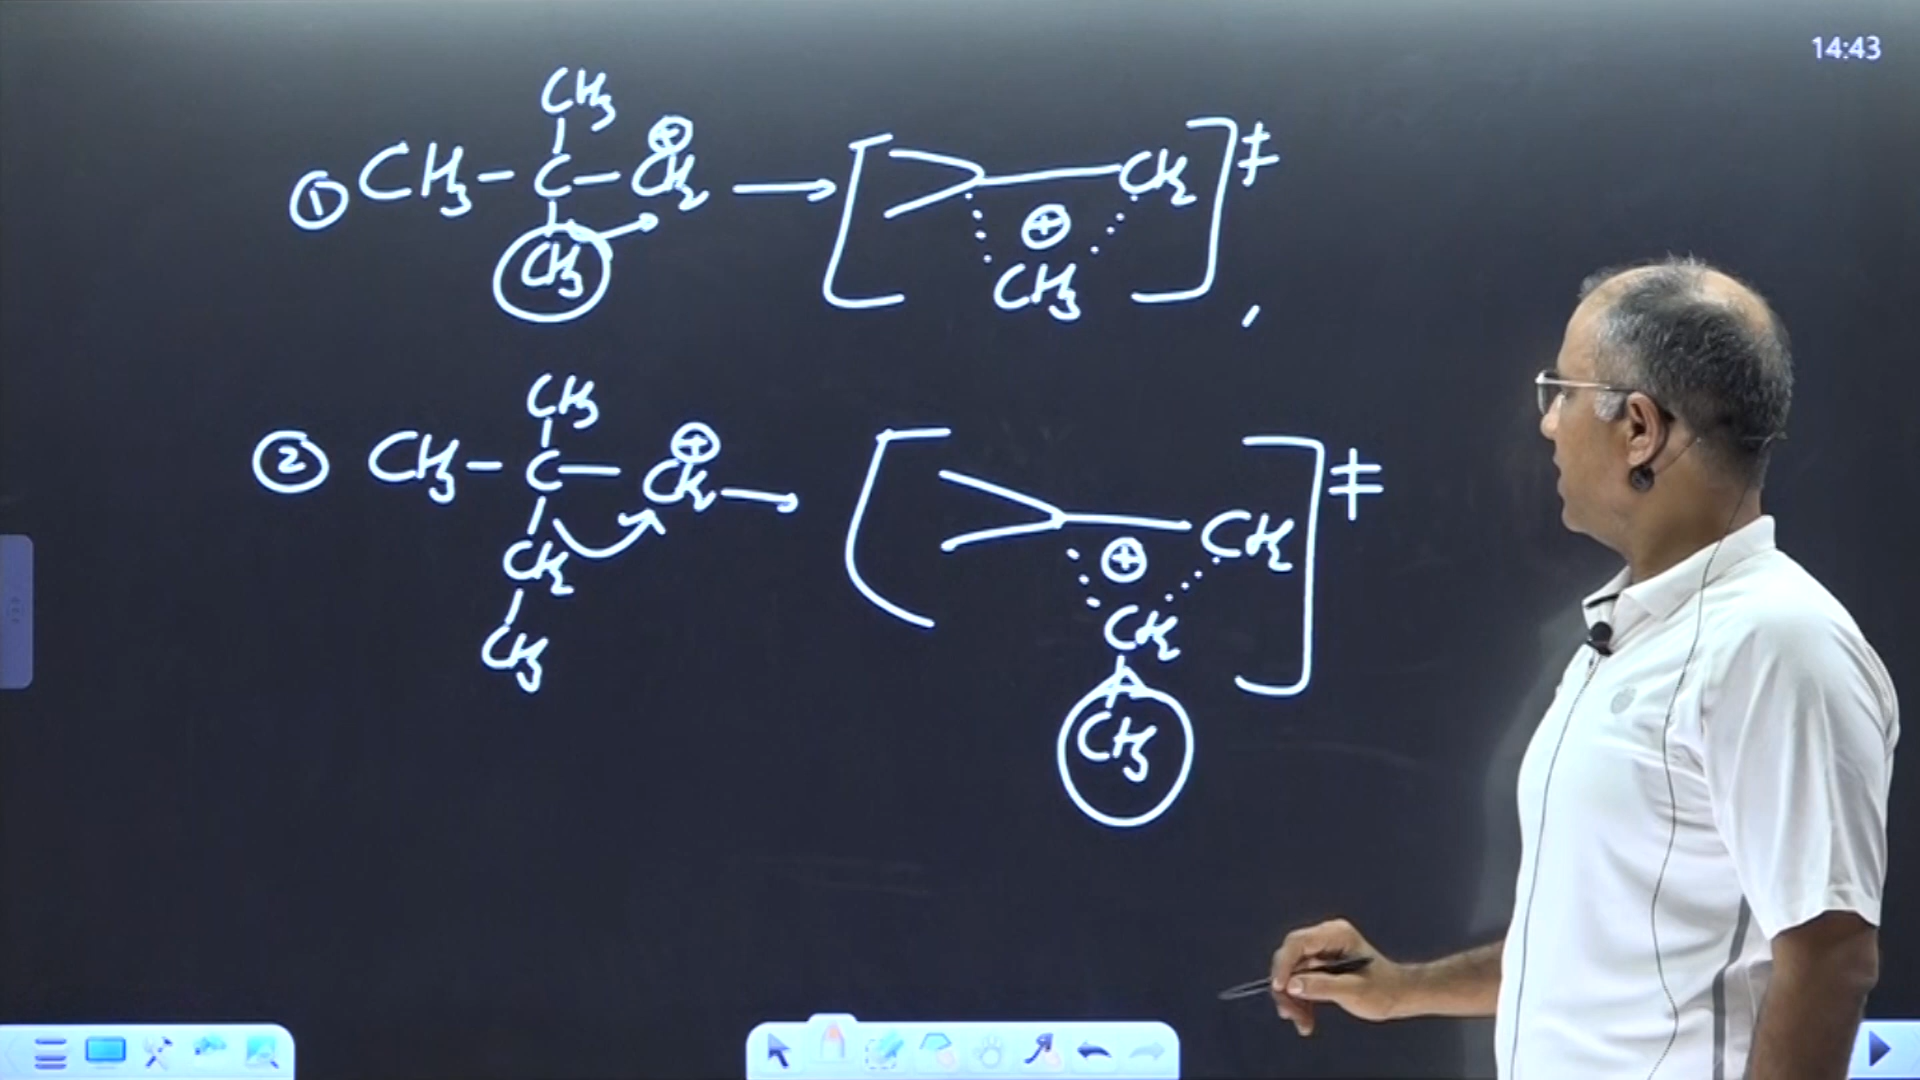 14:43
CH3
① CH3 - C - CH2 ⊕ → [ CH2 ]‡
CH3 ⊕ CH3 ,
CH3
② CH3 - C - CH2 ⊕ → [ CH2 ]‡
CH2 ⊕ CH2
CH3 CH3